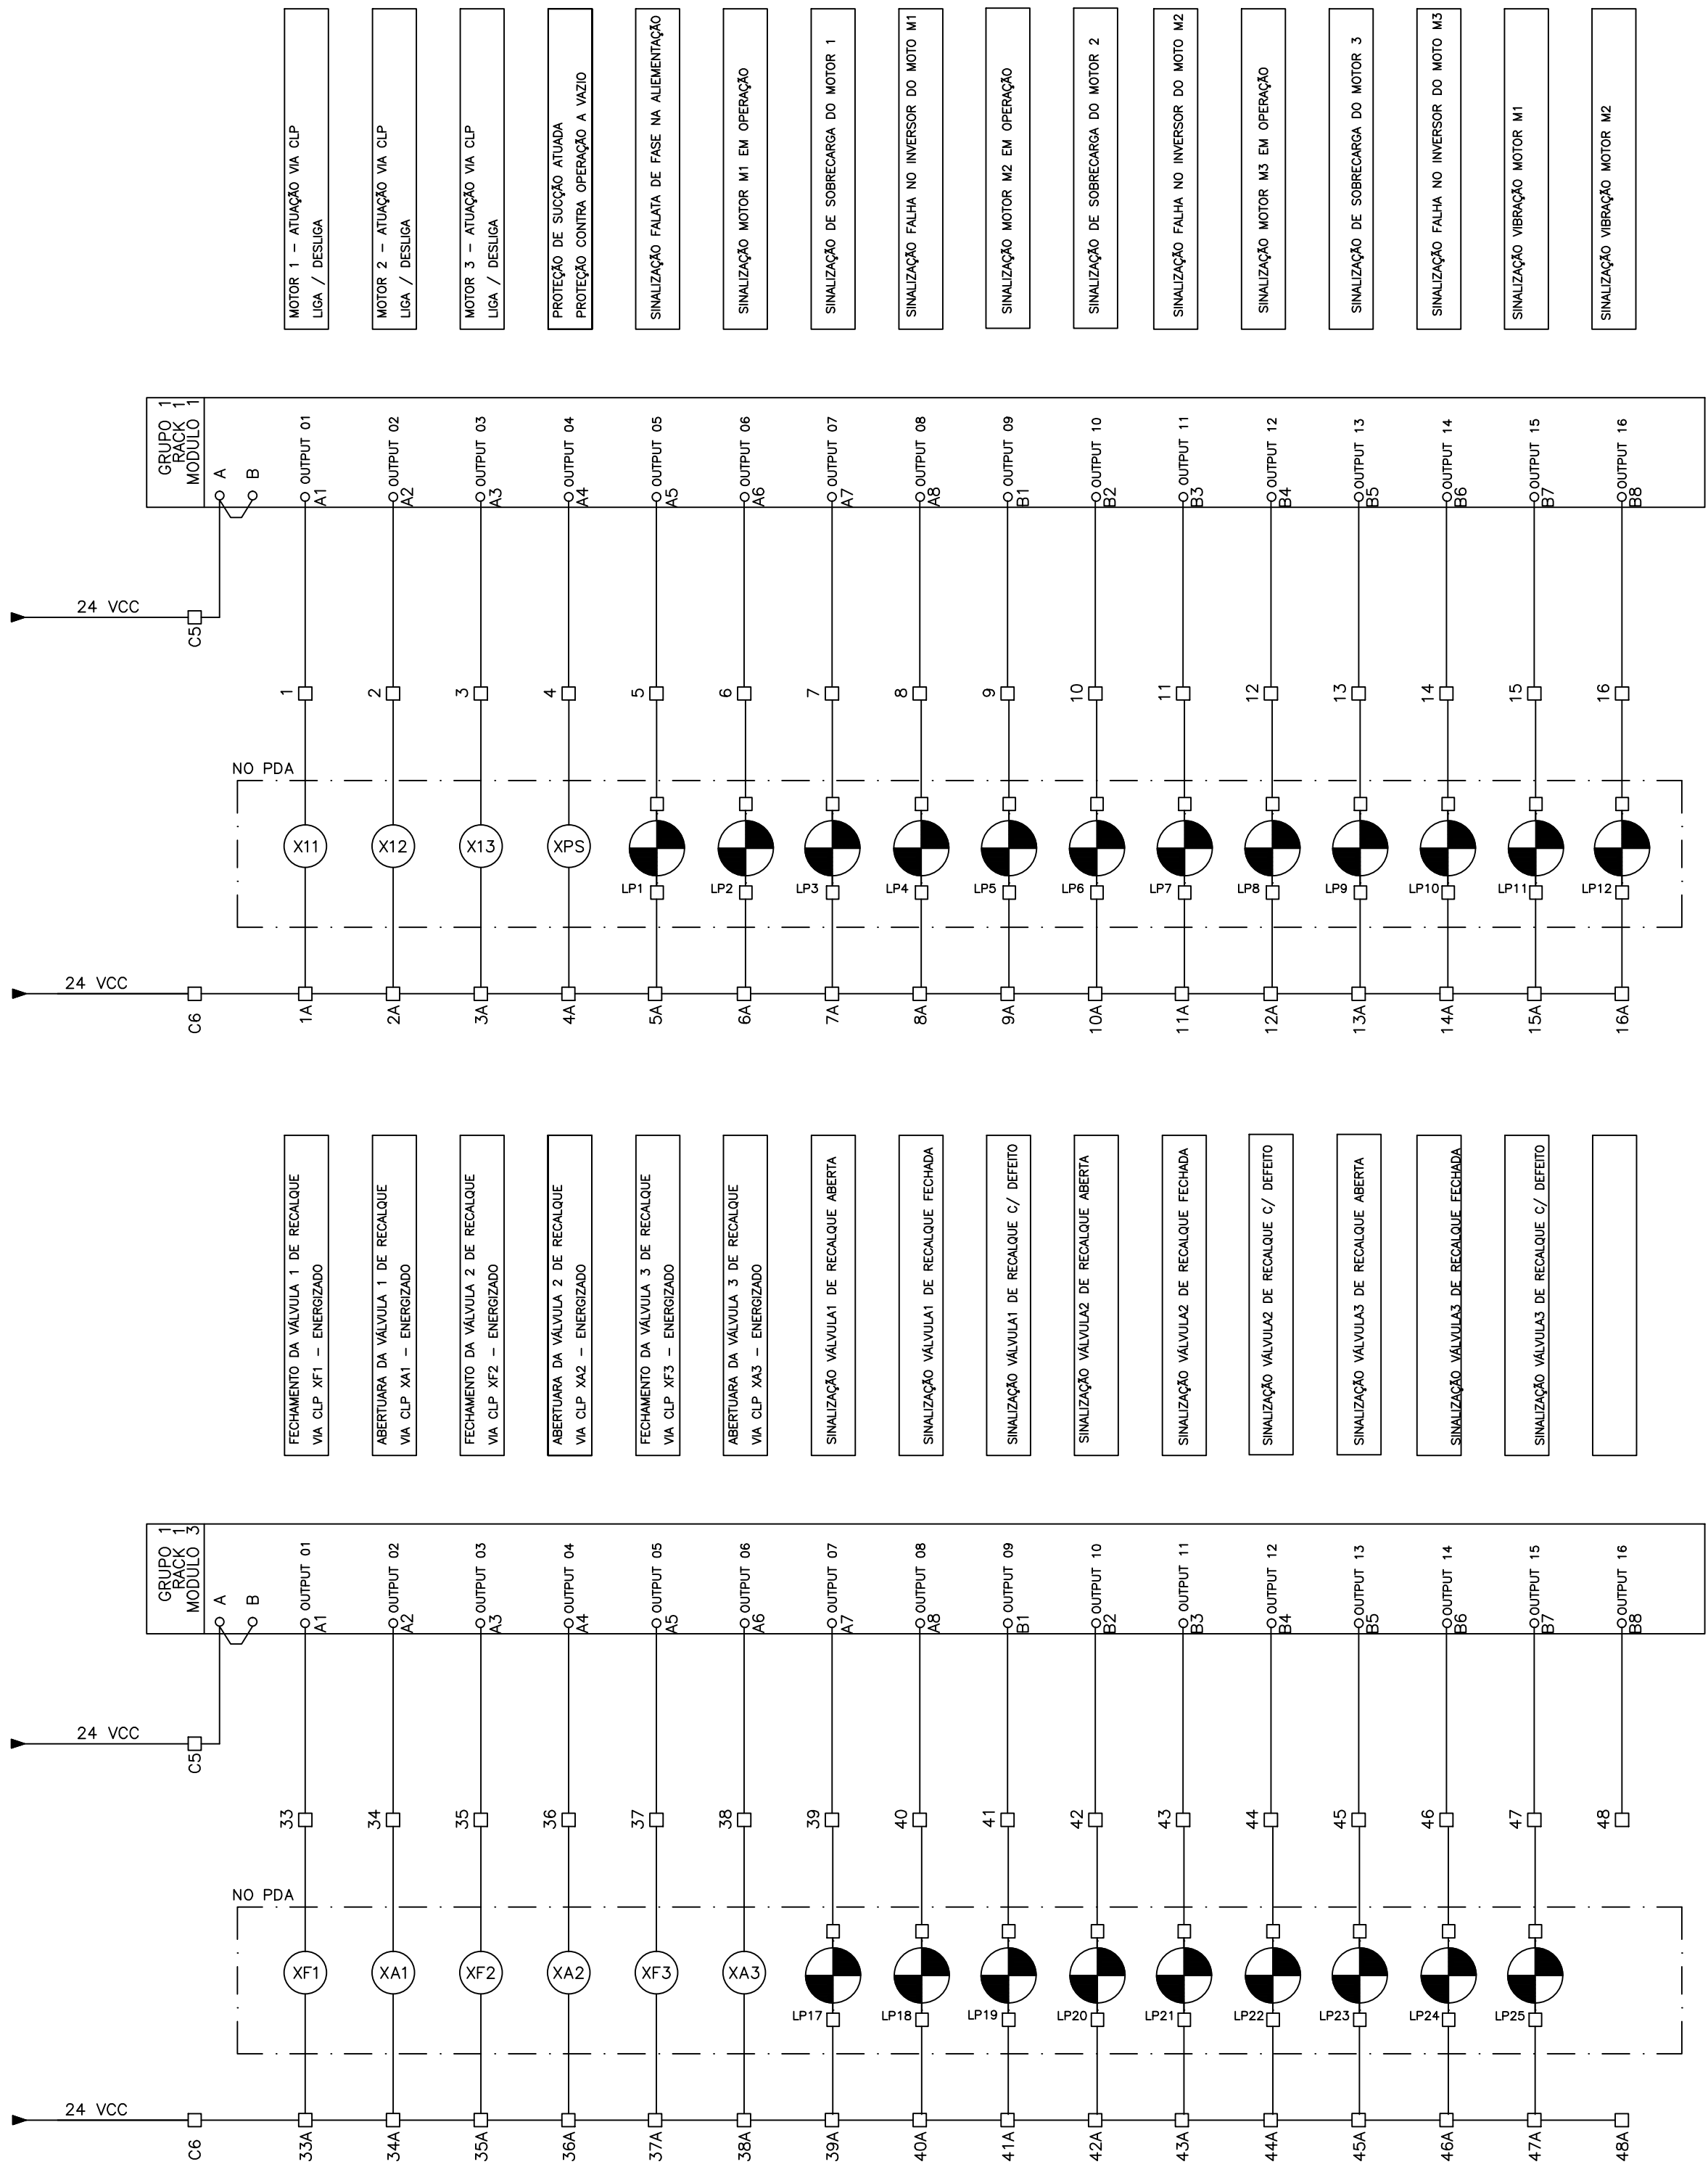 MOTOR 1 - ATUAÇÃO VIA CLP
LIGA / DESLIGA
MOTOR 2 - ATUAÇÃO VIA CLP
LIGA / DESLIGA
MOTOR 3 - ATUAÇÃO VIA CLP
LIGA / DESLIGA
PROTEÇÃO DE SUCÇÃO ATUADA
PROTEÇÃO CONTRA OPERAÇÃO A VAZIO
SINALIZAÇÃO FALATA DE FASE NA ALIEMENTAÇÃO
SINALIZAÇÃO MOTOR M1 EM OPERAÇÃO
SINALIZAÇÃO DE SOBRECARGA DO MOTOR 1
SINALIZAÇÃO FALHA NO INVERSOR DO MOTO M1
SINALIZAÇÃO MOTOR M2 EM OPERAÇÃO
SINALIZAÇÃO DE SOBRECARGA DO MOTOR 2
SINALIZAÇÃO FALHA NO INVERSOR DO MOTO M2
SINALIZAÇÃO MOTOR M3 EM OPERAÇÃO
SINALIZAÇÃO DE SOBRECARGA DO MOTOR 3
SINALIZAÇÃO FALHA NO INVERSOR DO MOTO M3
SINALIZAÇÃO VIBRAÇÃO MOTOR M1
SINALIZAÇÃO VIBRAÇÃO MOTOR M2
GRUPO 1
RACK 1
MODULO 1
A
B
OUTPUT 01
A1
OUTPUT 02
A2
OUTPUT 03
A3
OUTPUT 04
A4
OUTPUT 05
A5
OUTPUT 06
A6
OUTPUT 07
A7
OUTPUT 08
A8
OUTPUT 09
B1
OUTPUT 10
B2
OUTPUT 11
B3
OUTPUT 12
B4
OUTPUT 13
B5
OUTPUT 14
B6
OUTPUT 15
B7
OUTPUT 16
B8
24 VCC
C5
1
2
3
4
5
6
7
8
9
10
11
12
13
14
15
16
NO PDA
X11
X12
X13
XPS
LP1
LP2
LP3
LP4
LP5
LP6
LP7
LP8
LP9
LP10
LP11
LP12
24 VCC
C6
1A
2A
3A
4A
5A
6A
7A
8A
9A
10A
11A
12A
13A
14A
15A
16A
FECHAMENTO DA VÁLVULA 1 DE RECALQUE
VIA CLP XF1 - ENERGIZADO
ABERTUARA DA VÁLVULA 1 DE RECALQUE
VIA CLP XA1 - ENERGIZADO
FECHAMENTO DA VÁLVULA 2 DE RECALQUE
VIA CLP XF2 - ENERGIZADO
ABERTUARA DA VÁLVULA 2 DE RECALQUE
VIA CLP XA2 - ENERGIZADO
FECHAMENTO DA VÁLVULA 3 DE RECALQUE
VIA CLP XF3 - ENERGIZADO
ABERTUARA DA VÁLVULA 3 DE RECALQUE
VIA CLP XA3 - ENERGIZADO
SINALIZAÇÃO VÁLVULA1 DE RECALQUE ABERTA
SINALIZAÇÃO VÁLVULA1 DE RECALQUE FECHADA
SINALIZAÇÃO VÁLVULA1 DE RECALQUE C/ DEFEITO
SINALIZAÇÃO VÁLVULA2 DE RECALQUE ABERTA
SINALIZAÇÃO VÁLVULA2 DE RECALQUE FECHADA
SINALIZAÇÃO VÁLVULA2 DE RECALQUE C/ DEFEITO
SINALIZAÇÃO VÁLVULA3 DE RECALQUE ABERTA
SINALIZAÇÃO VÁLVULA3 DE RECALQUE FECHADA
SINALIZAÇÃO VÁLVULA3 DE RECALQUE C/ DEFEITO
GRUPO 1
RACK 1
MODULO 3
A
B
OUTPUT 01
A1
OUTPUT 02
A2
OUTPUT 03
A3
OUTPUT 04
A4
OUTPUT 05
A5
OUTPUT 06
A6
OUTPUT 07
A7
OUTPUT 08
A8
OUTPUT 09
B1
OUTPUT 10
B2
OUTPUT 11
B3
OUTPUT 12
B4
OUTPUT 13
B5
OUTPUT 14
B6
OUTPUT 15
B7
OUTPUT 16
B8
24 VCC
C5
33
34
35
36
37
38
39
40
41
42
43
44
45
46
47
48
NO PDA
XF1
XA1
XF2
XA2
XF3
XA3
LP17
LP18
LP19
LP20
LP21
LP22
LP23
LP24
LP25
24 VCC
C6
33A
34A
35A
36A
37A
38A
39A
40A
41A
42A
43A
44A
45A
46A
47A
48A